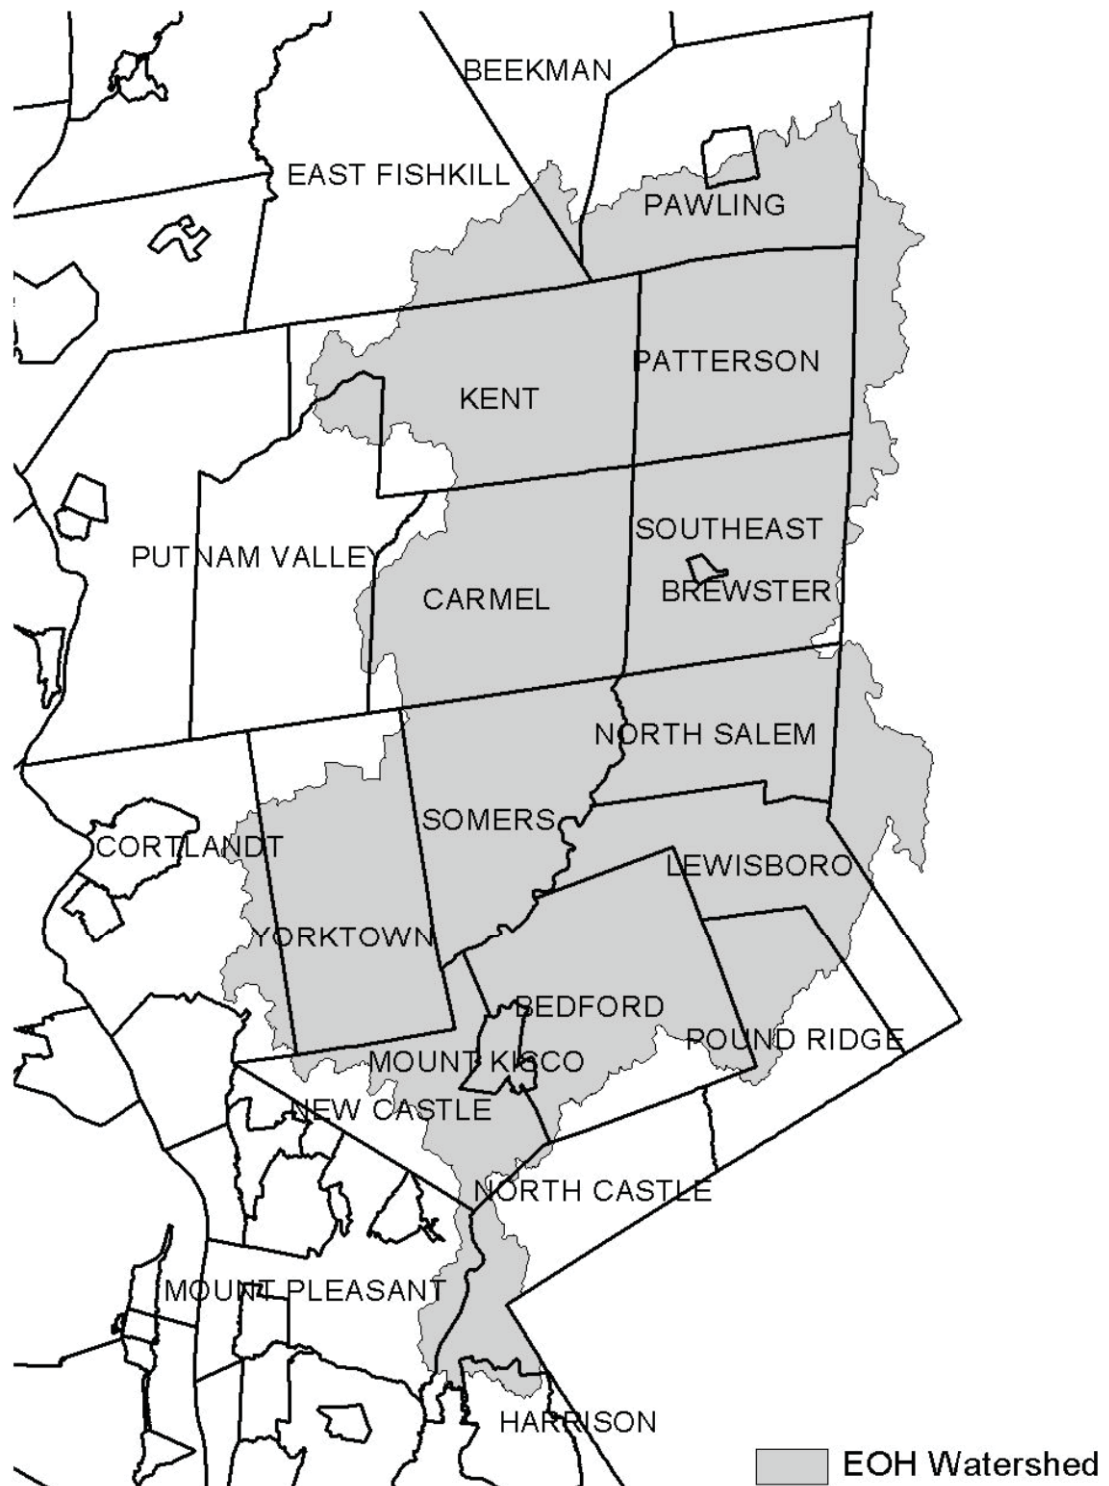 BEEKMAN
EAST FISHKILL
PAWLING
PATTERSON
KENT
SOUTHEAST
PUTNAM VALLEY
BREWSTER
CARMEL
NORTH SALEM
SOMERS
CORTLANDT
LEWISBORO
YORKTOWN
BEDFORD
POUND RIDGE
MOUNT KISCO
NEW CASTLE
NORTH CASTLE
MOUNT PLEASANT
HARRISON
EOH Watershed